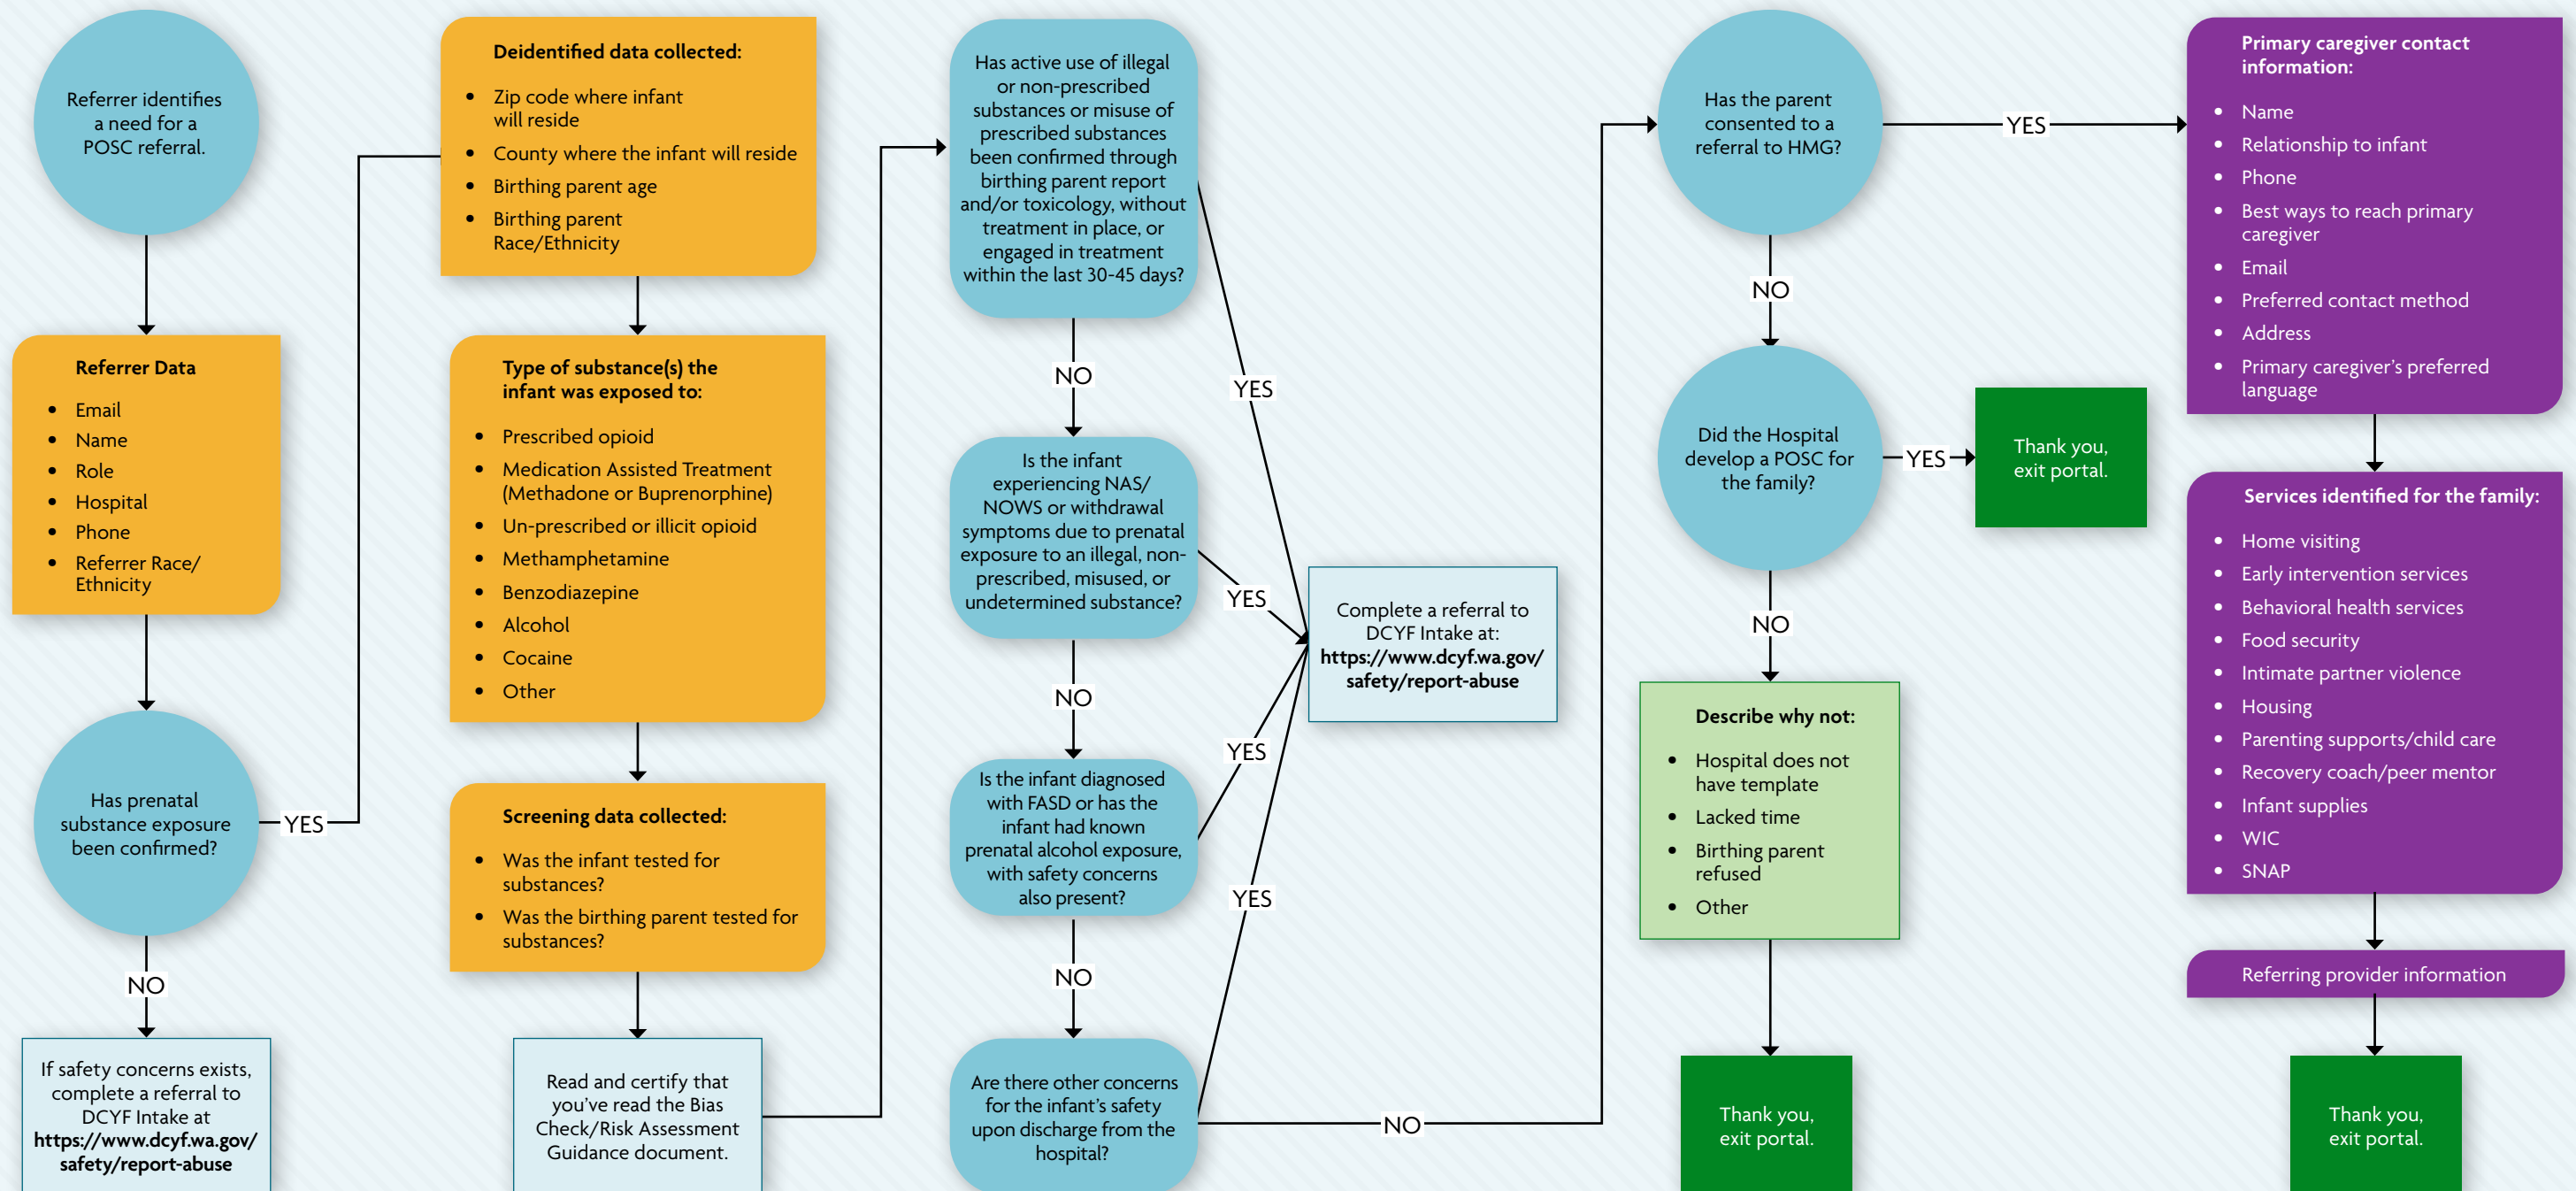 Referrer identifies
a need for a
POSC referral.
Referrer Data
• Email
• Name
• Role
• Hospital
• Phone
• Referrer Race/
Ethnicity
Has prenatal
substance exposure
been confirmed?
YES
NO
If safety concerns exists,
complete a referral to
DCYF Intake at
https://www.dcyf.wa.gov/
safety/report-abuse
Deidentified data collected:
• Zip code where infant
will reside
• County where the infant will reside
• Birthing parent age
• Birthing parent
Race/Ethnicity
Type of substance(s) the
infant was exposed to:
• Prescribed opioid
• Medication Assisted Treatment
(Methadone or Buprenorphine)
• Un-prescribed or illicit opioid
• Methamphetamine
• Benzodiazepine
• Alcohol
• Cocaine
• Other
Screening data collected:
• Was the infant tested for
substances?
• Was the birthing parent tested for
substances?
Read and certify that
you’ve read the Bias
Check/Risk Assessment
Guidance document.
Has active use of illegal
or non-prescribed
substances or misuse of
prescribed substances
been confirmed through
birthing parent report
and/or toxicology, without
treatment in place, or
engaged in treatment
within the last 30-45 days?
NO
YES
Is the infant
experiencing NAS/
NOWS or withdrawal
symptoms due to prenatal
exposure to an illegal, non-
prescribed, misused, or
undetermined substance?
YES
NO
Is the infant diagnosed
with FASD or has the
infant had known
prenatal alcohol exposure,
with safety concerns
also present?
YES
NO
Are there other concerns
for the infant’s safety
upon discharge from the
hospital?
YES
NO
Complete a referral to
DCYF Intake at:
https://www.dcyf.wa.gov/
safety/report-abuse
Has the parent
consented to a
referral to HMG?
YES
NO
Did the Hospital
develop a POSC for
the family?
YES
Thank you,
exit portal.
NO
Describe why not:
• Hospital does not
have template
• Lacked time
• Birthing parent
refused
• Other
Thank you,
exit portal.
Primary caregiver contact
information:
• Name
• Relationship to infant
• Phone
• Best ways to reach primary
caregiver
• Email
• Preferred contact method
• Address
• Primary caregiver’s preferred
language
Services identified for the family:
• Home visiting
• Early intervention services
• Behavioral health services
• Food security
• Intimate partner violence
• Housing
• Parenting supports/child care
• Recovery coach/peer mentor
• Infant supplies
• WIC
• SNAP
Referring provider information
Thank you,
exit portal.